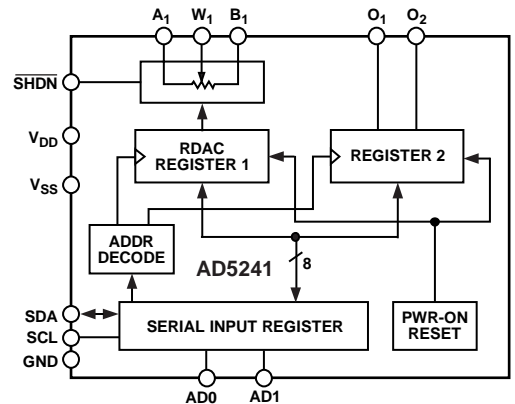 A1 W1 B1 O1 O2
SHDN
VDD
RDAC
REGISTER 1
REGISTER 2
VSS
ADDR
DECODE
AD5241
8
SDA
SERIAL INPUT REGISTER
PWR-ON
RESET
SCL
GND
AD0 AD1